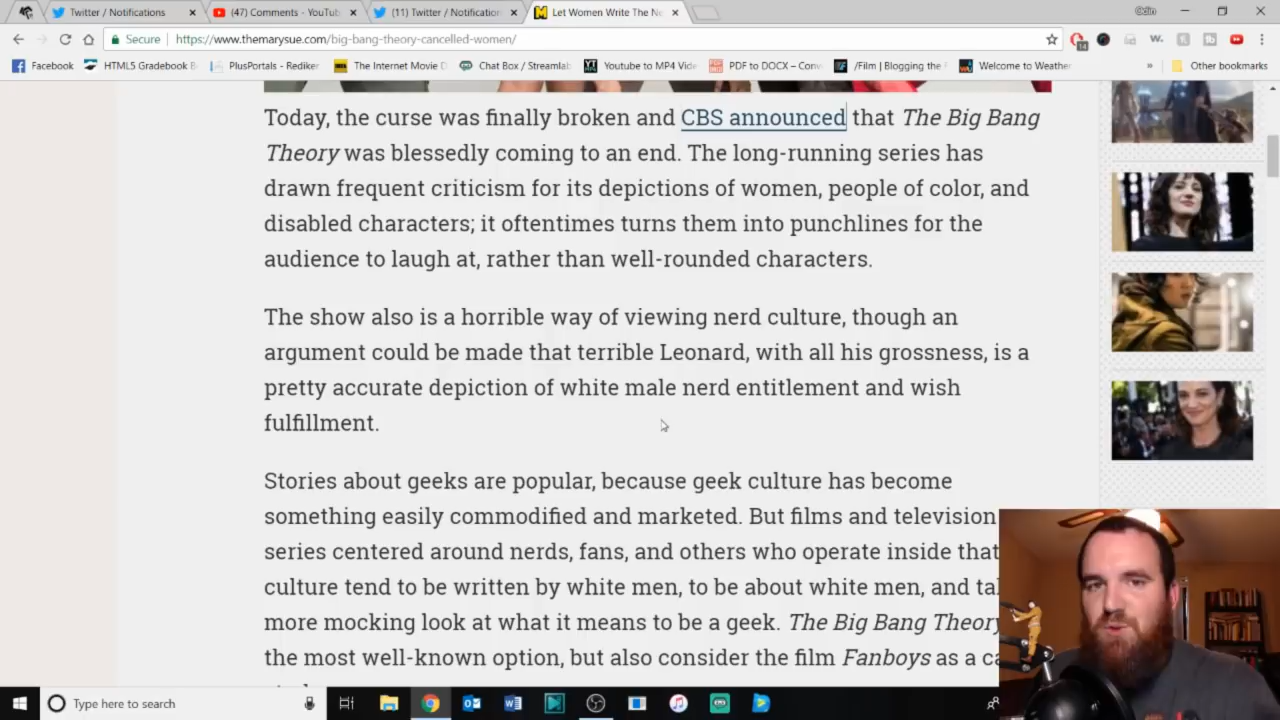 Twitter / Notifications
(47) Comments - YouTub
(11) Twitter / Notification
Let Women Write The Ne
Odin
Secure
https://www.themarysue.com/big-bang-theory-cancelled-women/
14
Facebook
HTML5 Gradebook B
PlusPortals - Rediker
The Internet Movie D
Chat Box / Streamlab
Youtube to MP4 Vide
PDF to DOCX – Conv
/Film | Blogging the
Welcome to Weather
»
Other bookmarks
Today, the curse was finally broken and CBS announced that The Big Bang
Theory was blessedly coming to an end. The long-running series has
drawn frequent criticism for its depictions of women, people of color, and
disabled characters; it oftentimes turns them into punchlines for the
audience to laugh at, rather than well-rounded characters.
The show also is a horrible way of viewing nerd culture, though an
argument could be made that terrible Leonard, with all his grossness, is a
pretty accurate depiction of white male nerd entitlement and wish
fulfillment.
Stories about geeks are popular, because geek culture has become
something easily commodified and marketed. But films and television
series centered around nerds, fans, and others who operate inside that
culture tend to be written by white men, to be about white men, and
more mocking look at what it means to be a geek. The Big Bang Theory
the most well-known option, but also consider the film Fanboys as a
Type here to search